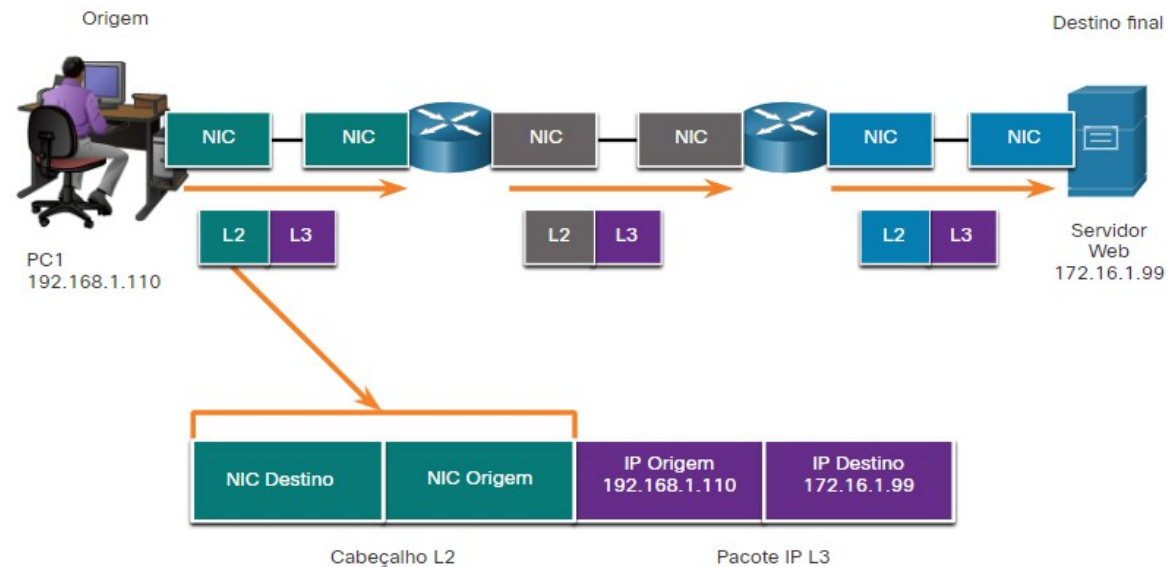 Origem
Destino final
NIC
NIC
NIC
NIC
NIC
NIC
L2
L3
L2
L3
L2
L3
PC1
192.168.1.110
Servidor
Web
172.16.1.99
NIC Destino
NIC Origem
IP Origem
192.168.1.110
IP Destino
172.16.1.99
Cabeçalho L2
Pacote IP L3